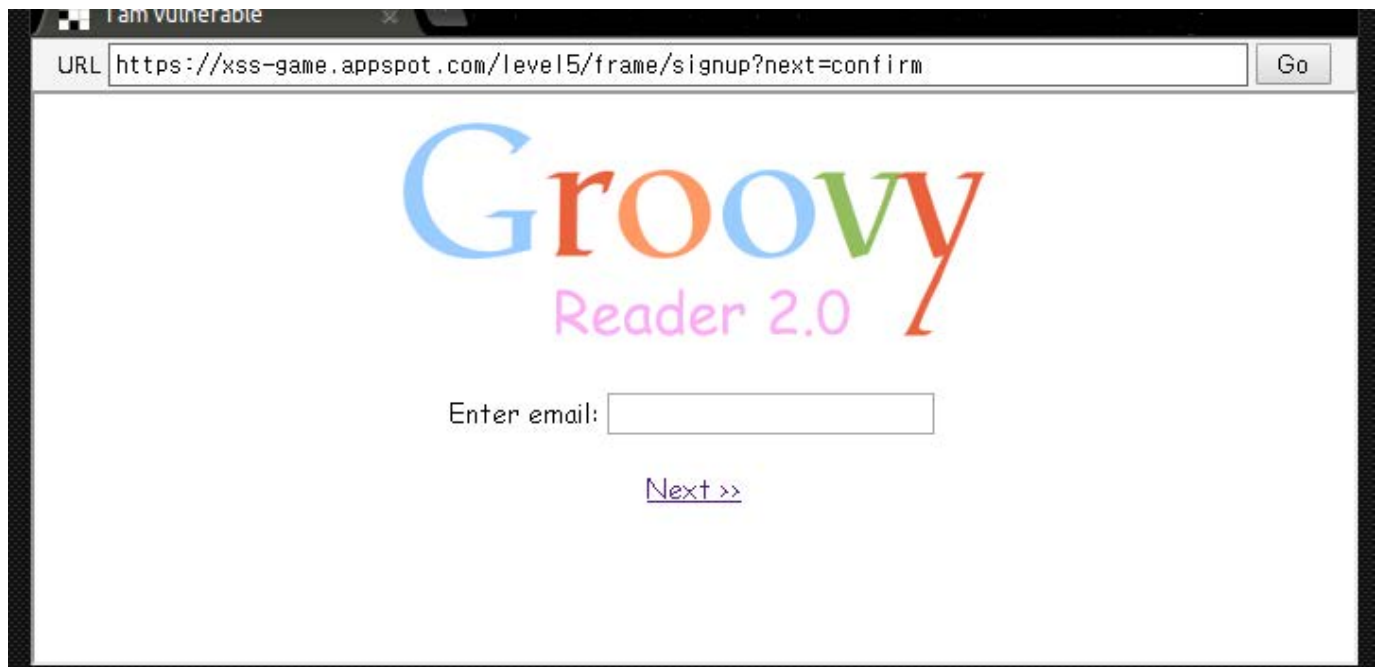 I am vulnerable
URL https://xss-game.appspot.com/level5/frame/signup?next=confirm Go
Groovy
Reader 2.0
Enter email:
Next >>